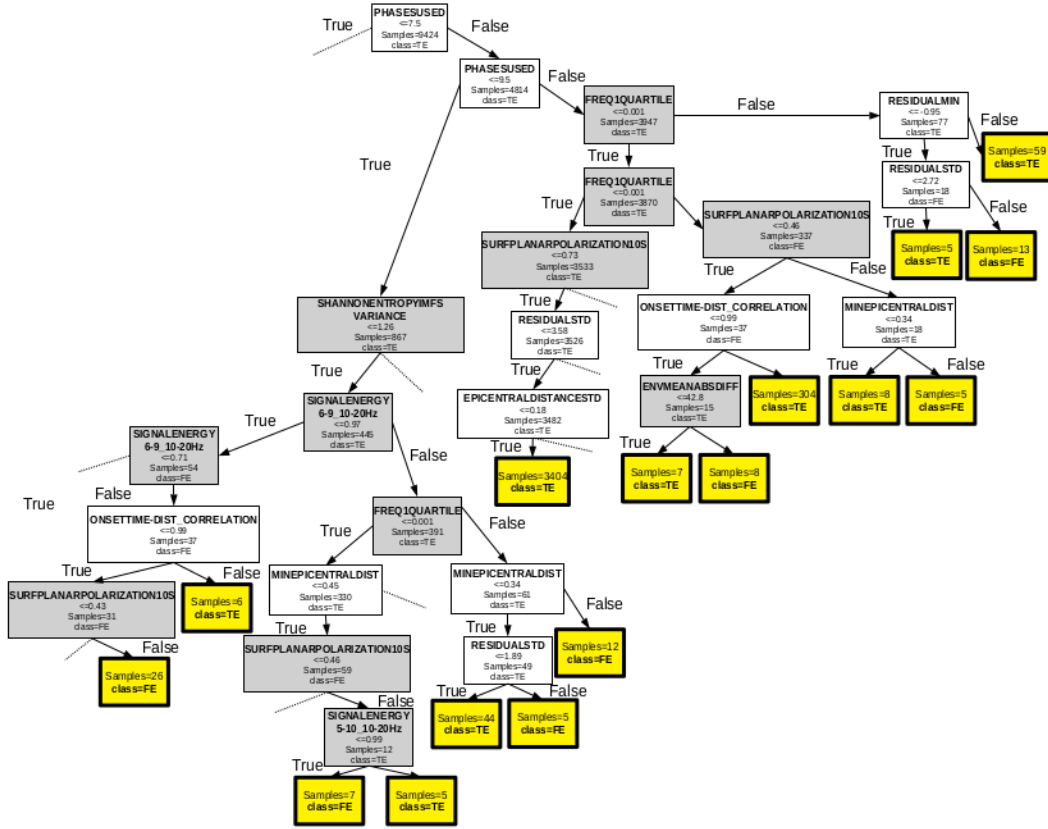 PHASESUSED
<=7.5
Samples=9424
class=TE
True
False
PHASESUSED
<=9.5
Samples=4814
class=TE
True
False
FREQ1QUARTILE
<=0.001
Samples=3947
class=TE
False
True
RESIDUALMIN
<=-0.95
Samples=77
class=TE
False
True
Samples=59
class=TE
RESIDUALSTD
<=2.72
Samples=18
class=FE
True
False
Samples=5
class=TE
Samples=13
class=FE
FREQ1QUARTILE
<=0.001
Samples=3870
class=TE
True
False
SURFPLANARPOLARIZATION10S
<=0.46
Samples=337
class=FE
True
False
SURFPLANARPOLARIZATION10S
<=0.73
Samples=3533
class=TE
True
RESIDUALSTD
<=3.58
Samples=3526
class=TE
True
EPICENTRALDISTANCESTD
<=0.18
Samples=3482
class=TE
True
Samples=3404
class=TE
ONSETTIME-DIST_CORRELATION
<=0.99
Samples=37
class=FE
True
False
MINEPICENTRALDIST
<=0.34
Samples=18
class=TE
True
False
Samples=8
class=TE
Samples=5
class=FE
ENVMEANABSDIFF
<=42.8
Samples=15
class=TE
True
False
Samples=304
class=TE
Samples=7
class=TE
Samples=8
class=FE
SHANNONENTROPYIMFS
VARIANCE
<=1.26
Samples=867
class=TE
True
SIGNALENERGY
6-9_10-20Hz
<=0.97
Samples=445
class=TE
True
False
SIGNALENERGY
6-9_10-20Hz
<=0.71
Samples=54
class=FE
True
False
ONSETTIME-DIST_CORRELATION
<=0.99
Samples=37
class=FE
True
False
SURFPLANARPOLARIZATION10S
<=0.43
Samples=31
class=FE
False
Samples=6
class=TE
Samples=26
class=FE
FREQ1QUARTILE
<=0.001
Samples=391
class=TE
True
False
MINEPICENTRALDIST
<=0.45
Samples=330
class=TE
True
SURFPLANARPOLARIZATION10S
<=0.46
Samples=59
class=FE
False
SIGNALENERGY
5-10_10-20Hz
<=0.99
Samples=12
class=TE
True
False
Samples=7
class=FE
Samples=5
class=TE
MINEPICENTRALDIST
<=0.34
Samples=61
class=TE
True
False
Samples=12
class=FE
RESIDUALSTD
<=1.89
Samples=49
class=TE
True
False
Samples=44
class=TE
Samples=5
class=FE